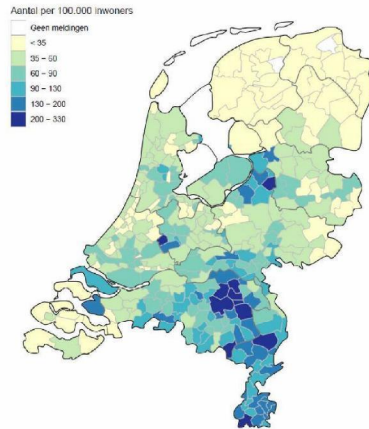 Aantal per 100.000 inwoners
Geen meldingen
< 35
35 – 60
60 – 90
90 – 130
130 – 200
200 – 330